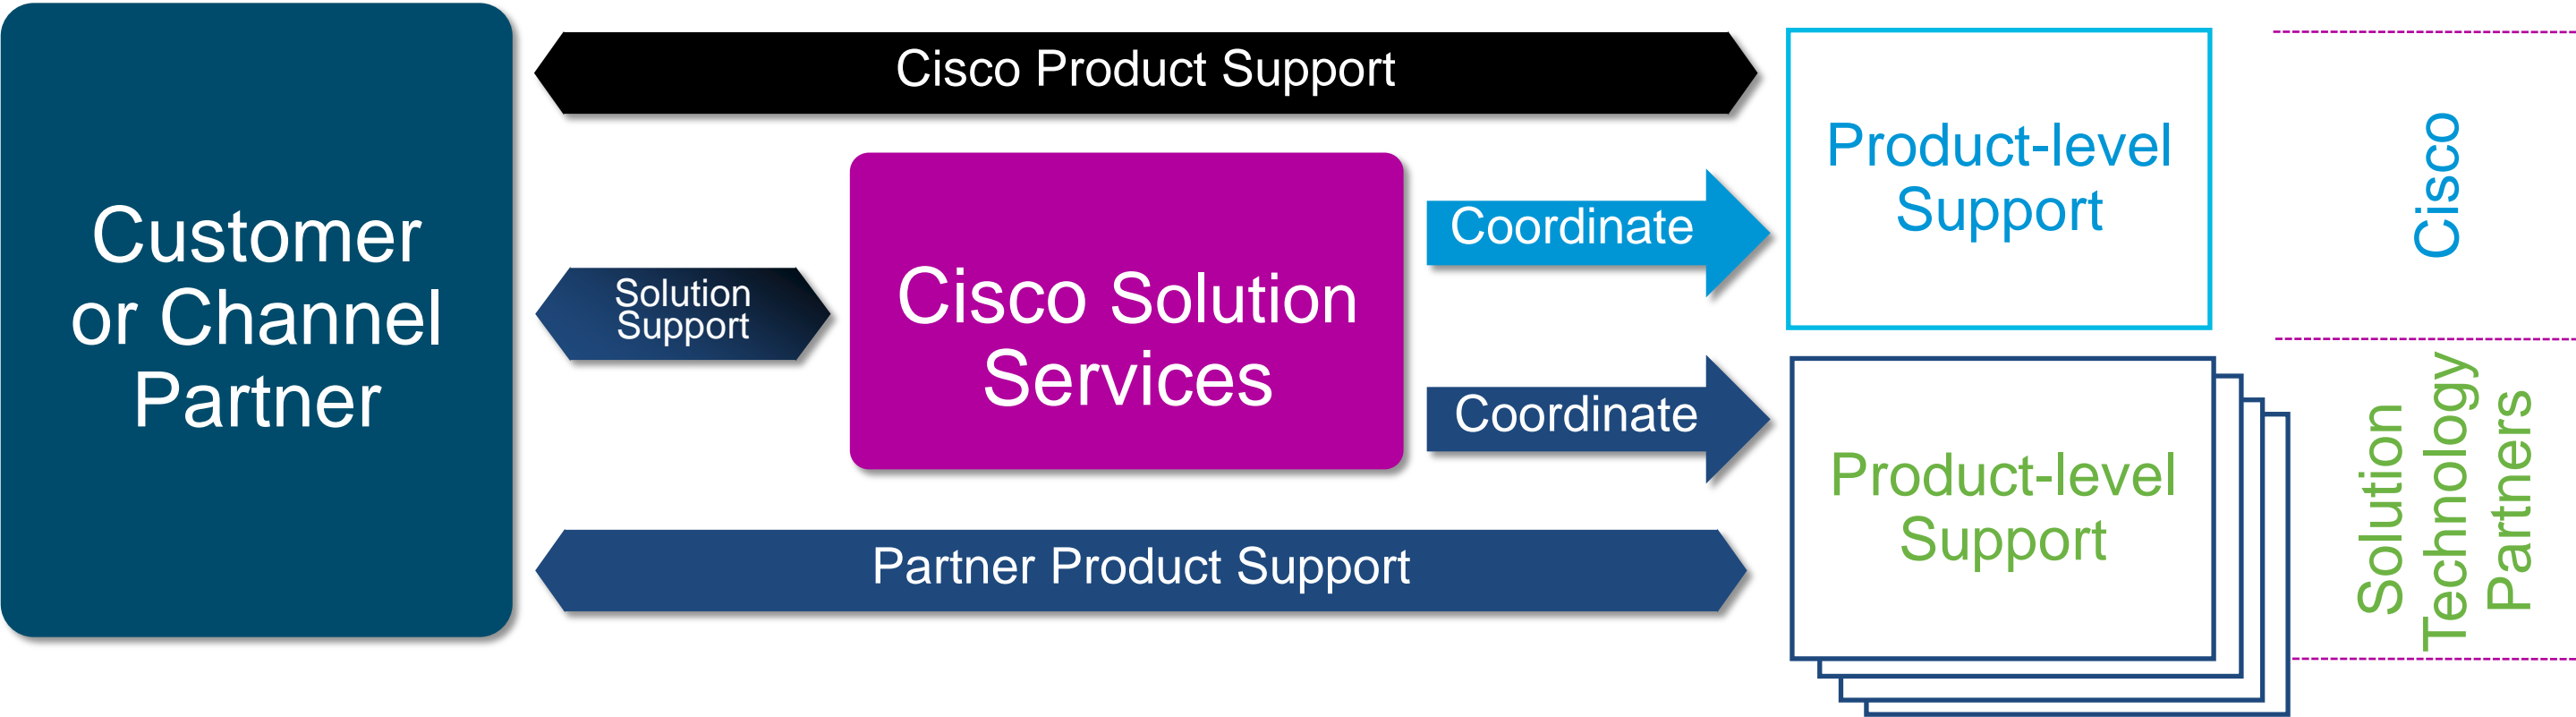 Customer
or Channel
Partner
Cisco Product Support
Solution
Support
Cisco Solution
Services
Coordinate
Coordinate
Partner Product Support
Product-level
Support
Product-level
Support
Cisco
Solution
Technology
Partners